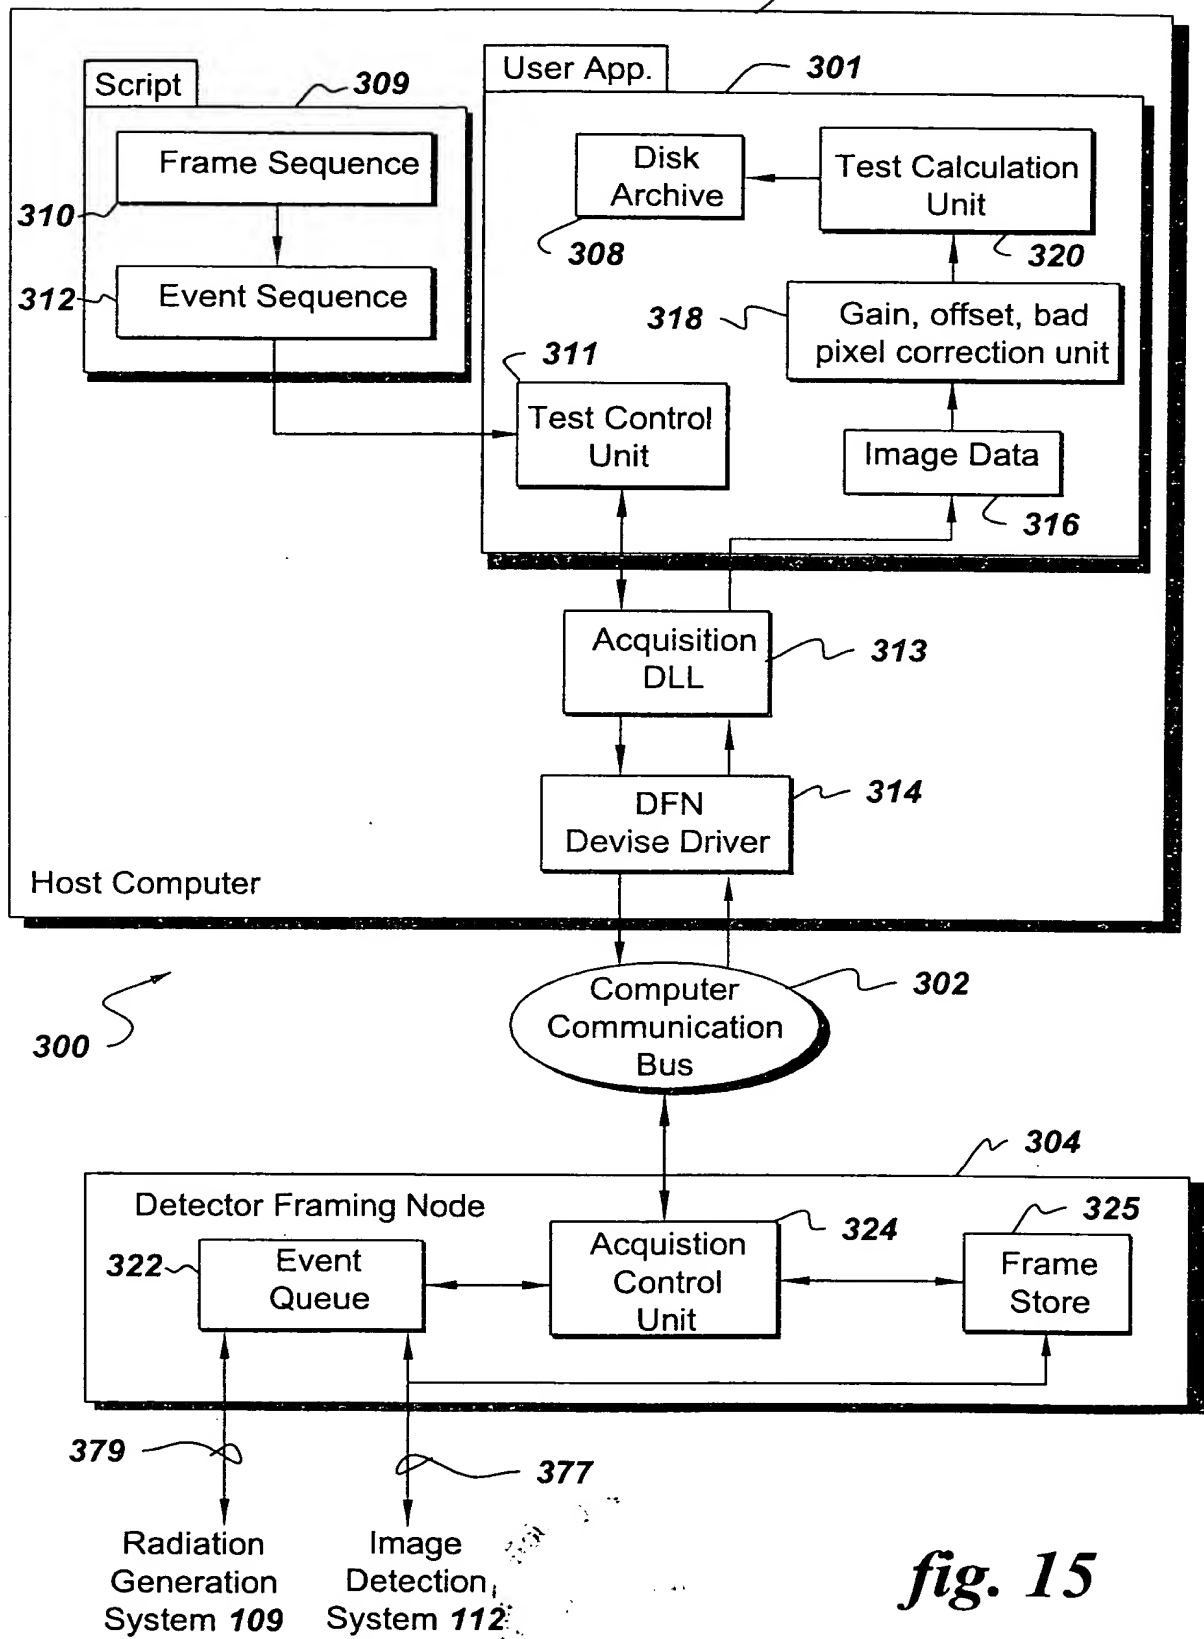 Script
309
Frame Sequence
310
Event Sequence
312
User App.
301
Disk
Archive
308
Test Calculation
Unit
320
318
Gain, offset, bad
pixel correction unit
311
Test Control
Unit
Image Data
316
Acquisition
DLL
313
DFN
Devise Driver
314
Host Computer
300
Computer
Communication
Bus
302
304
Detector Framing Node
322
Event
Queue
Acquistion
Control
Unit
324
325
Frame
Store
379
377
Radiation
Generation
System 109
Image
Detection
System 112
fig. 15